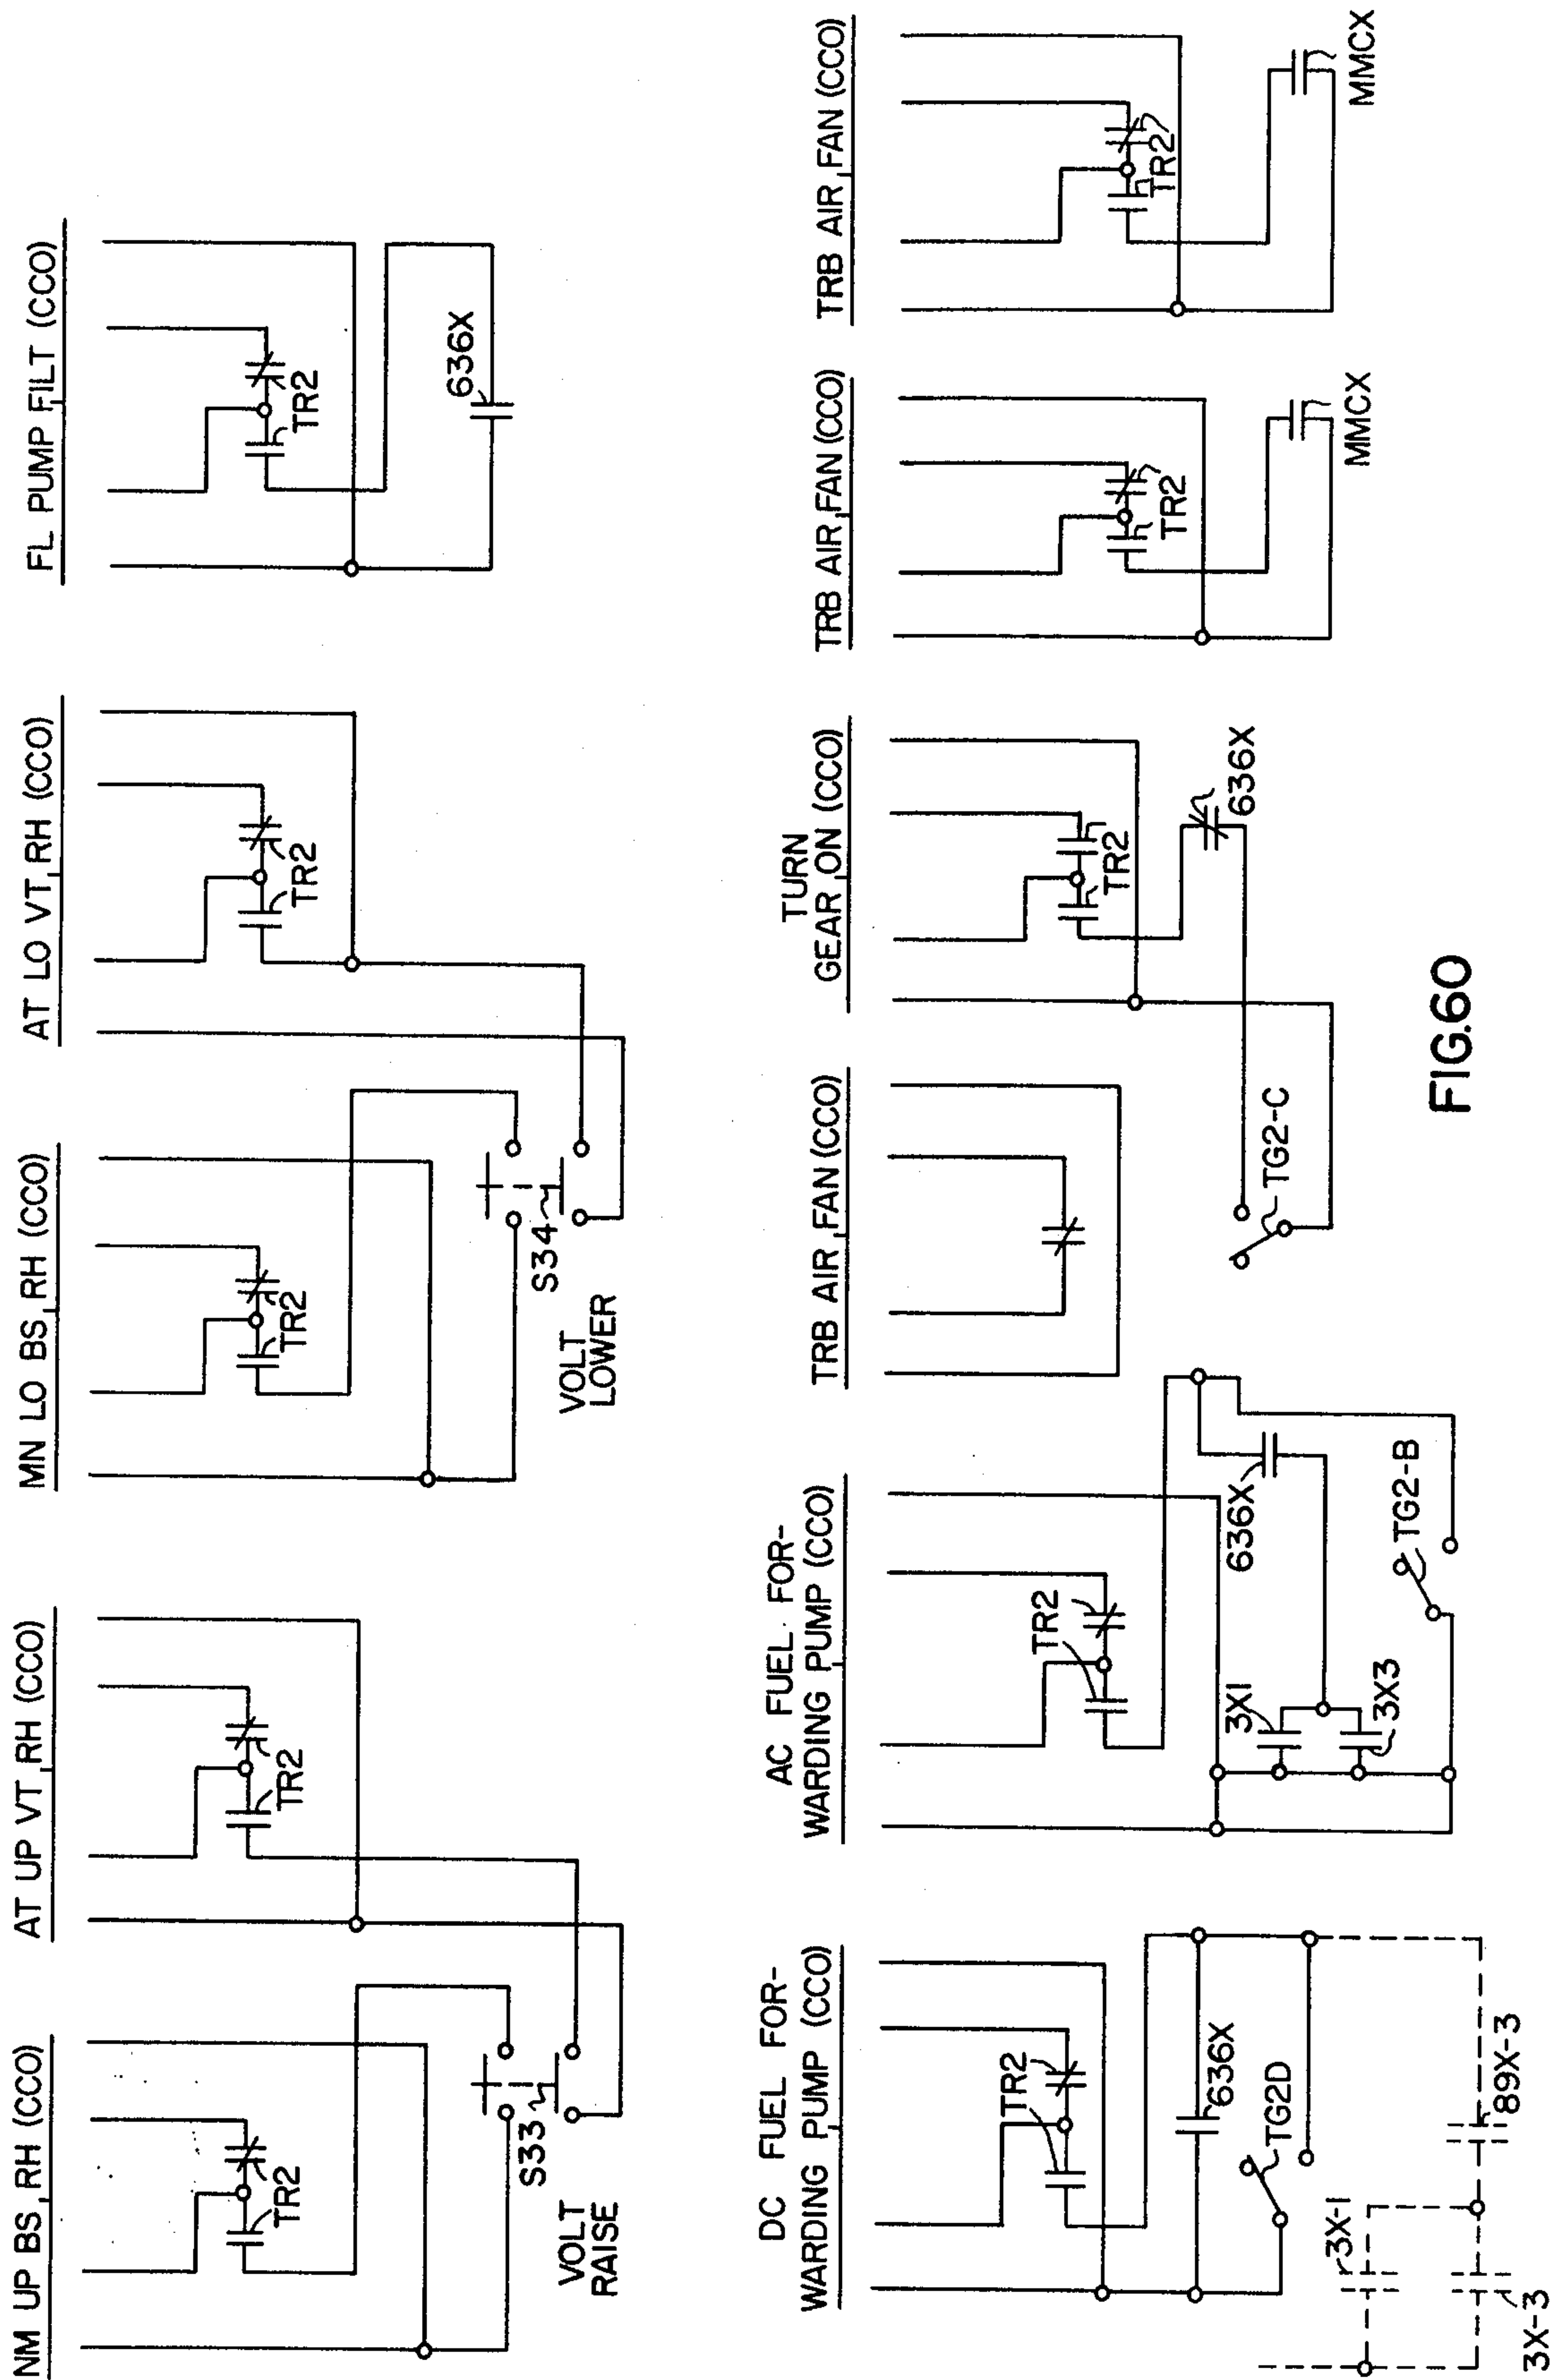 NM UP BS, RH (CCO)
TR2
S33
VOLT
RAISE
AT UP VT, RH (CCO)
TR2
MN LO BS, RH (CCO)
TR2
S34
VOLT
LOWER
AT LO VT, RH (CCO)
TR2
FL PUMP FILT (CCO)
TR2
636X
DC FUEL FOR-
WARDING PUMP (CCO)
TR2
636X
TG2D
3X-1
3X-3
89X-3
AC FUEL FOR-
WARDING PUMP (CCO)
TR2
636X
3X1
3X3
TG2-B
TRB AIR, FAN (CCO)
TURN
GEAR, ON (CCO)
TR2
636X
TG2-C
TRB AIR, FAN (CCO)
TR2
MMCX
TRB AIR, FAN (CCO)
TR2
MMCX
FIG.60